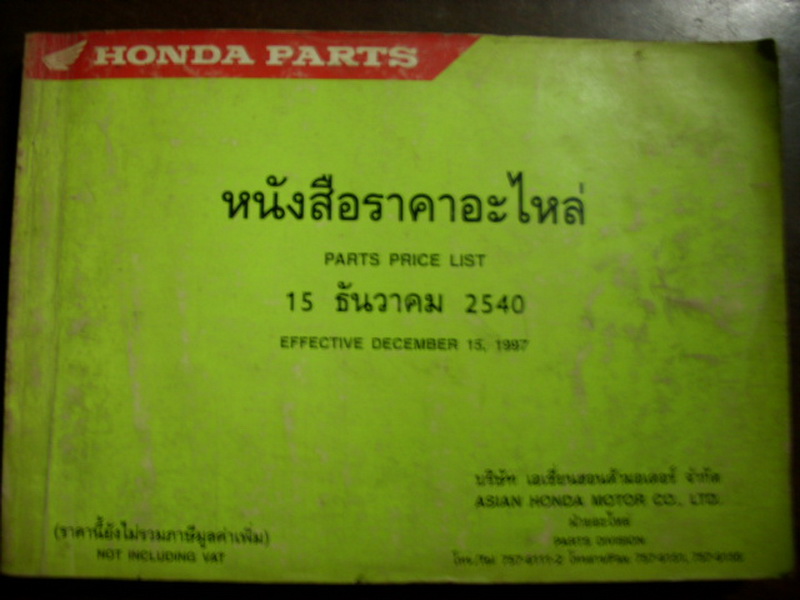 HONDA PARTS
หนังสือราคาอะไหล่
PARTS PRICE LIST
15 ธันวาคม 2540
EFFECTIVE DECEMBER 15, 1997
บริษัท เอเชี่ยนฮอนด้ามอเตอร์ จำกัด
ASIAN HONDA MOTOR CO., LTD.
ฝ่ายอะไหล่
PARTS DIVISION
(ราคานี้ยังไม่รวมภาษีมูลค่าเพิ่ม)
NOT INCLUDING VAT